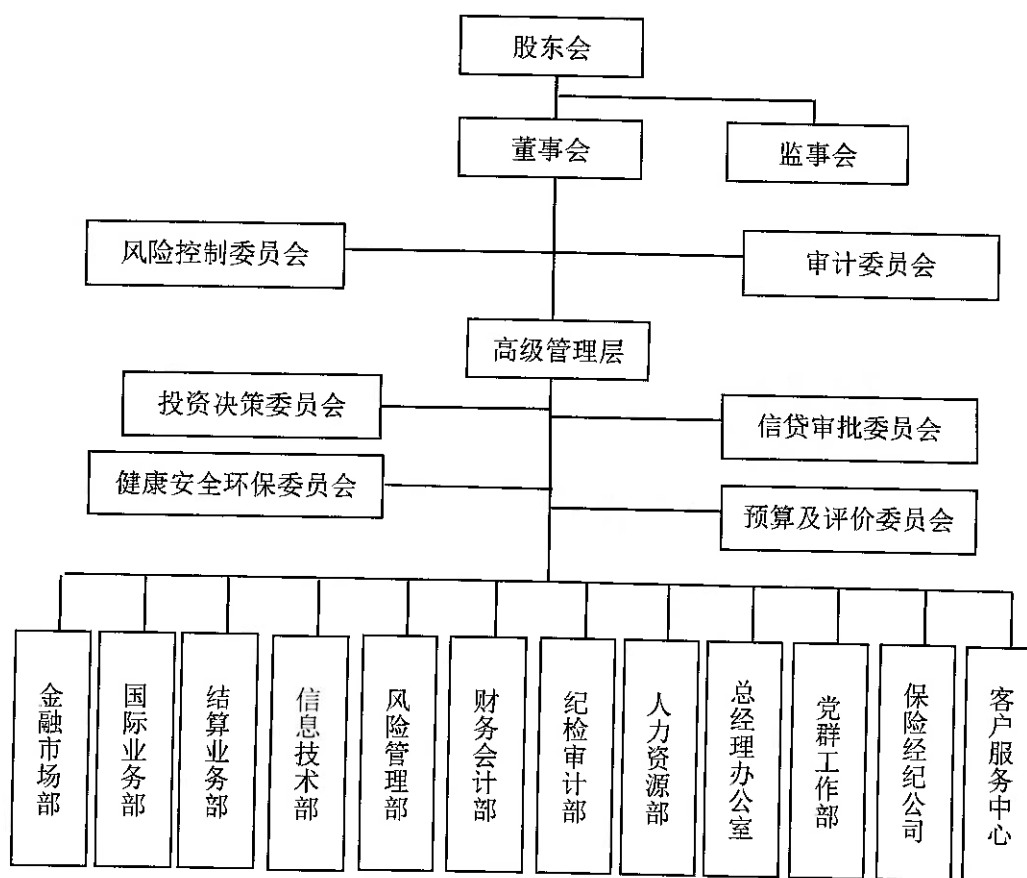 股东会
董事会
监事会
风险控制委员会
审计委员会
高级管理层
投资决策委员会
信贷审批委员会
健康安全环保委员会
预算及评价委员会
金融市场部
国际业务部
结算业务部
信息技术部
风险管理部
财务会计部
纪检审计部
人力资源部
总经理办公室
党群工作部
保险经纪公司
客户服务中心